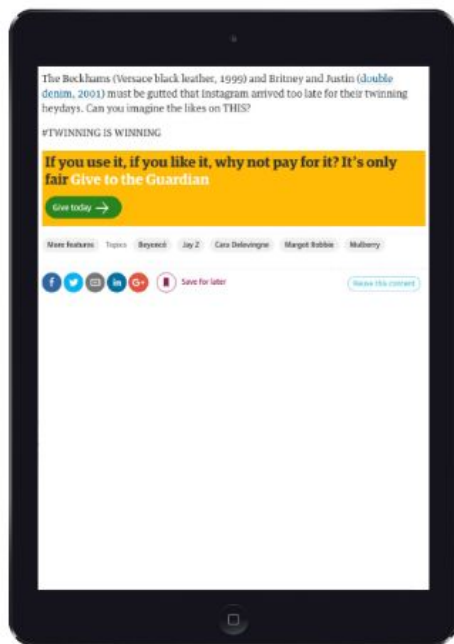 The Beckhams (Versace black leather, 1999) and Britney and Justin (double
denim, 2001) must be gutted that Instagram arrived too late for their twinning
heydays. Can you imagine the likes on THIS?
#TWINNING IS WINNING
If you use it, if you like it, why not pay for it? It's only
fair Give to the Guardian
Give today →
More features Topics Beyoncé Jay Z Cara Delevingne Margot Robbie Mulberry
f in G+ Save for later Reuse this content